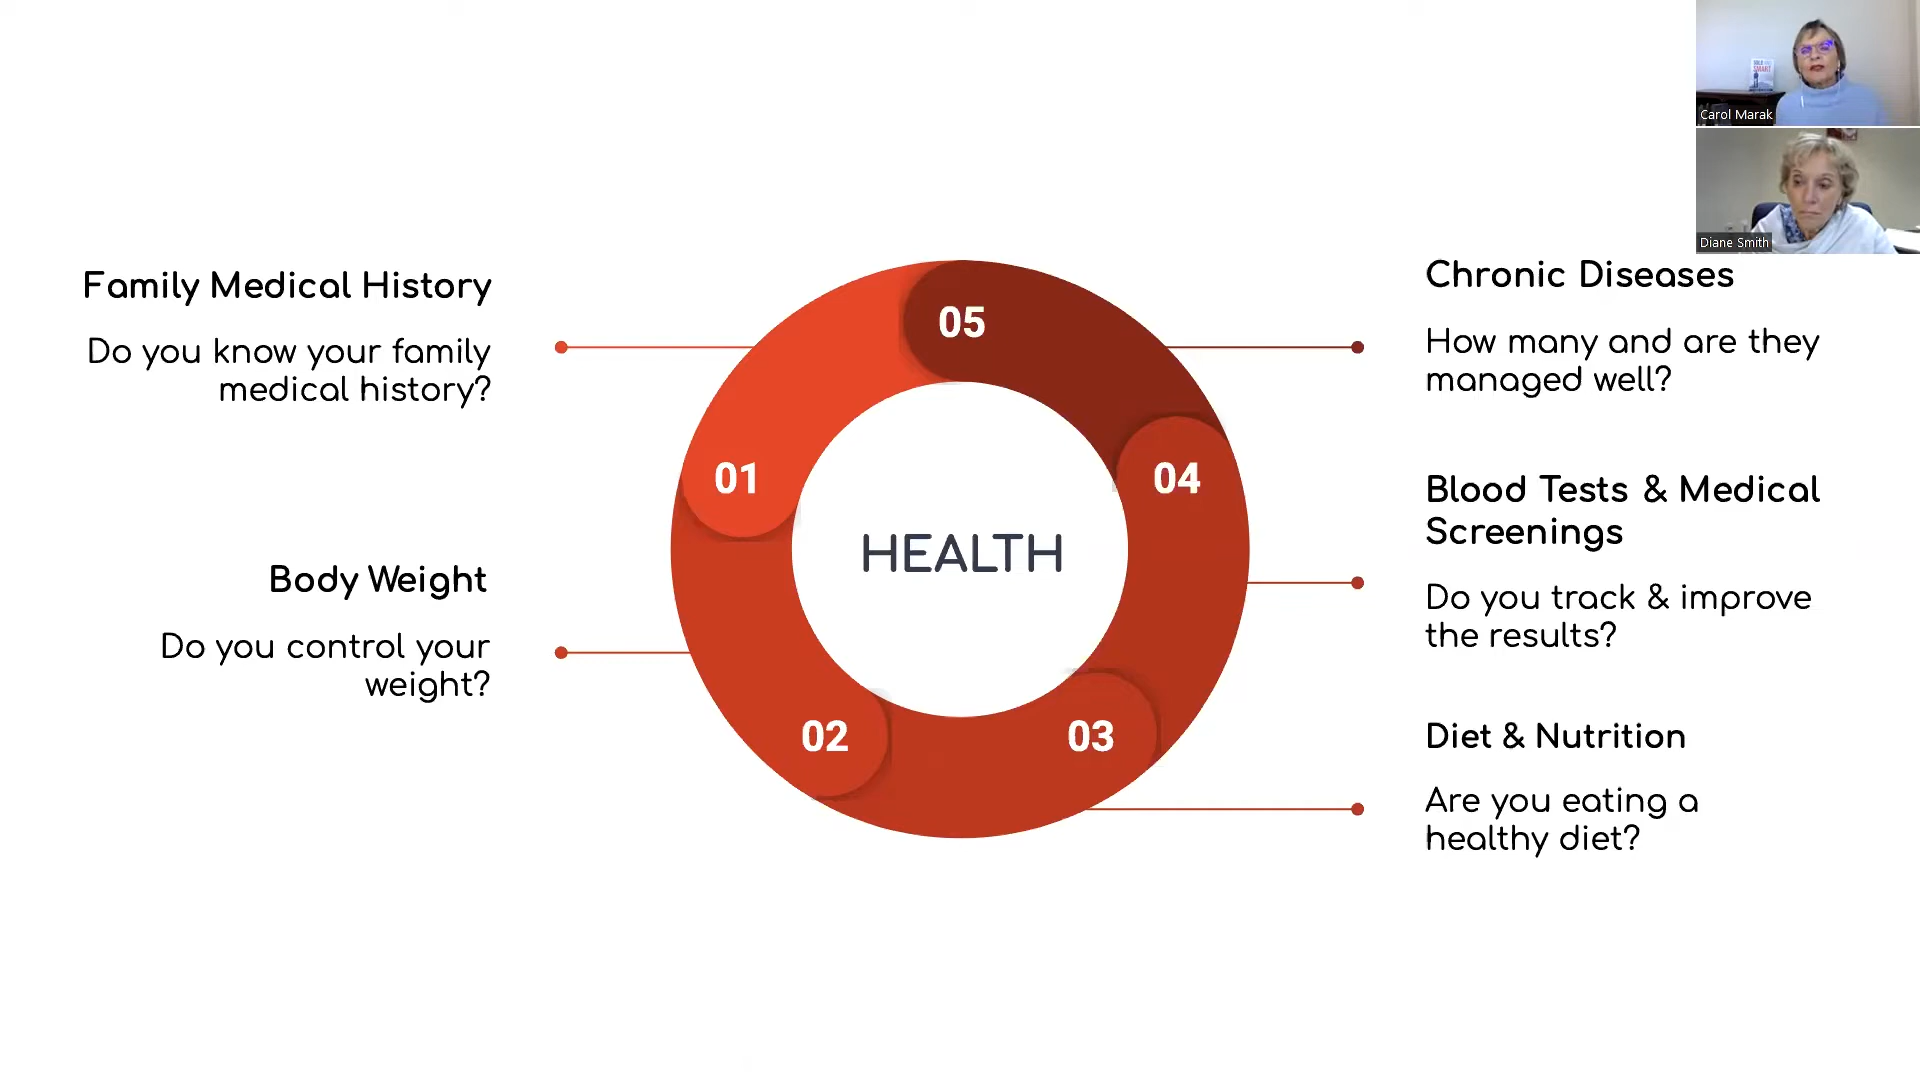 Family Medical History
Do you know your family
medical history?
Body Weight
Do you control your
weight?
05
01
04
HEALTH
02
03
Carol Marak
Diane Smith
Chronic Diseases
How many and are they
managed well?
Blood Tests & Medical
Screenings
Do you track & improve
the results?
Diet & Nutrition
Are you eating a
healthy diet?